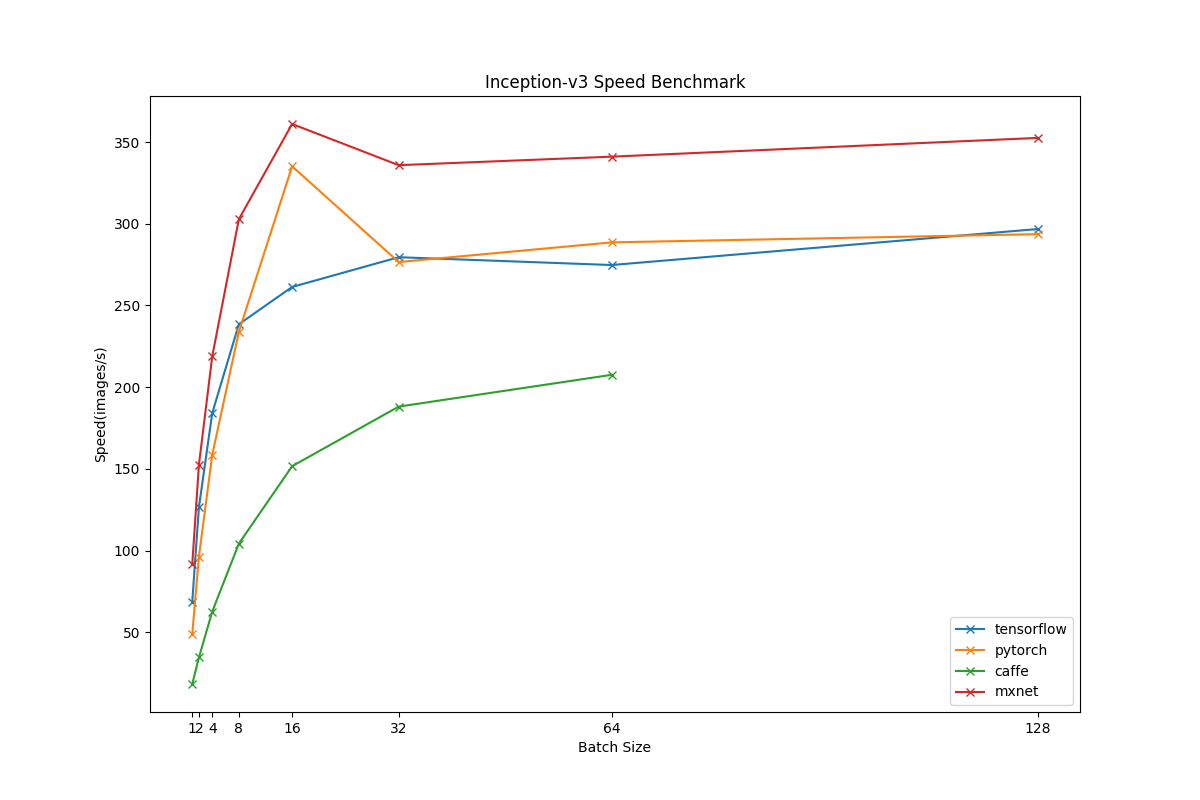 Inception-v3 Speed Benchmark
350
300
250
200
150
100
50
Speed(images/s)
1 2 4 8 16 32 64 128
Batch Size
tensorflow
pytorch
caffe
mxnet